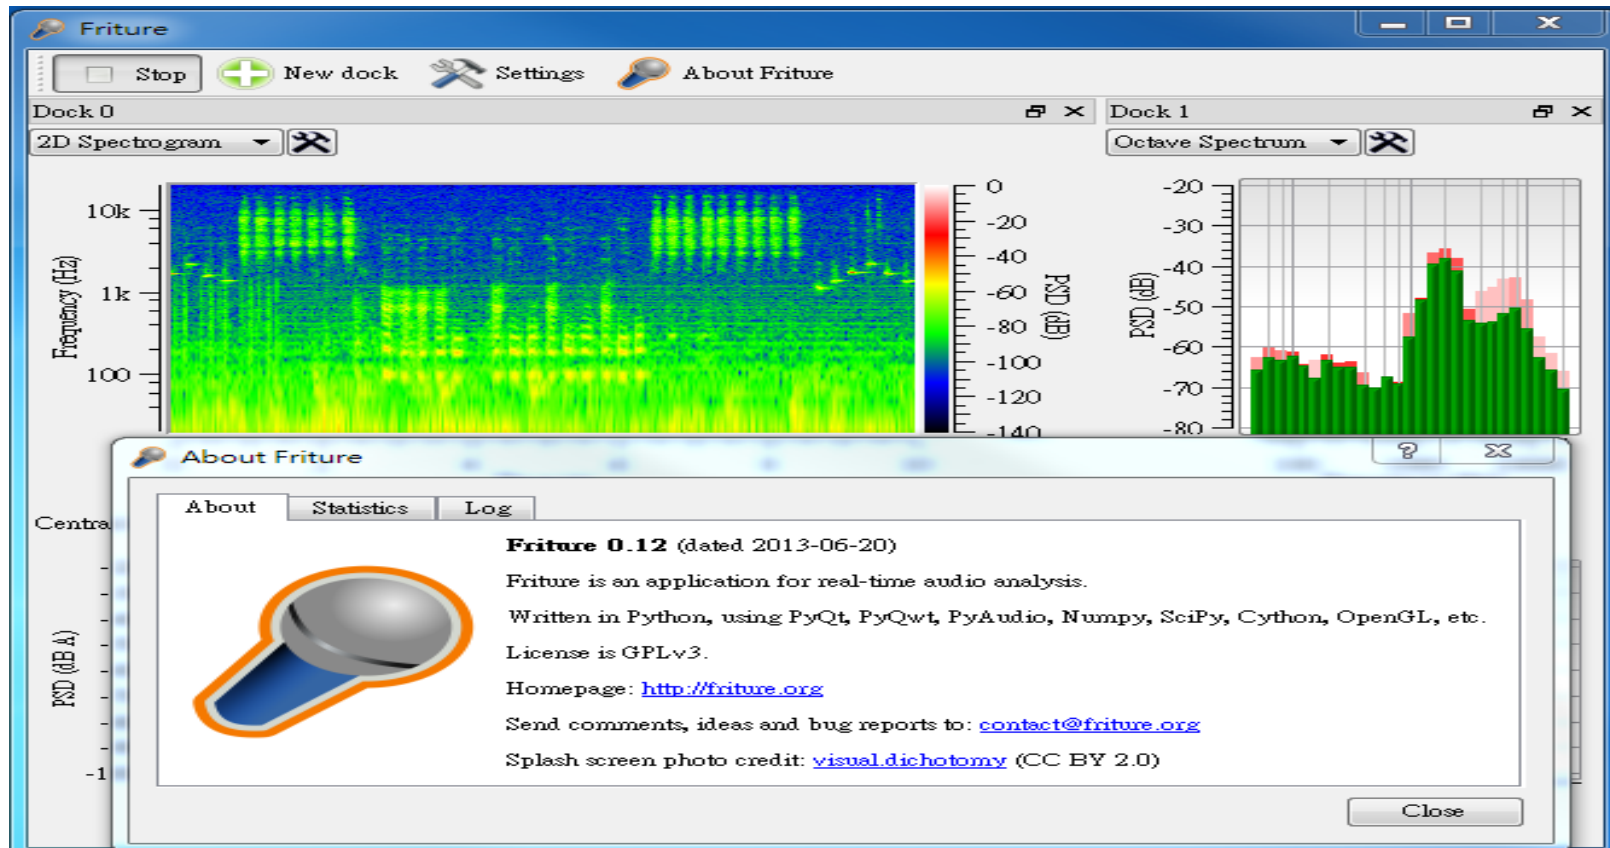 Friture
Stop New dock Settings About Friture
Dock 0
Dock 1
2D Spectrogram
Octave Spectrum
10k
1k
100
Frequency (Hz)
0
-20
-40
-60
-80
-100
-120
-140
PSD (dB)
-20
-30
-40
-50
-60
-70
-80
PSD (dB)
About Friture
?
Centra
About Statistics Log
Friture 0.12 (dated 2013-06-20)
Friture is an application for real-time audio analysis.
Written in Python, using PyQt, PyQwt, PyAudio, Numpy, SciPy, Cython, OpenGL, etc.
License is GPLv3.
Homepage: http://friture.org
Send comments, ideas and bug reports to: contact@friture.org
Splash screen photo credit: visual.dichotomy (CC BY 2.0)
PSD (dB A)
-1
Close